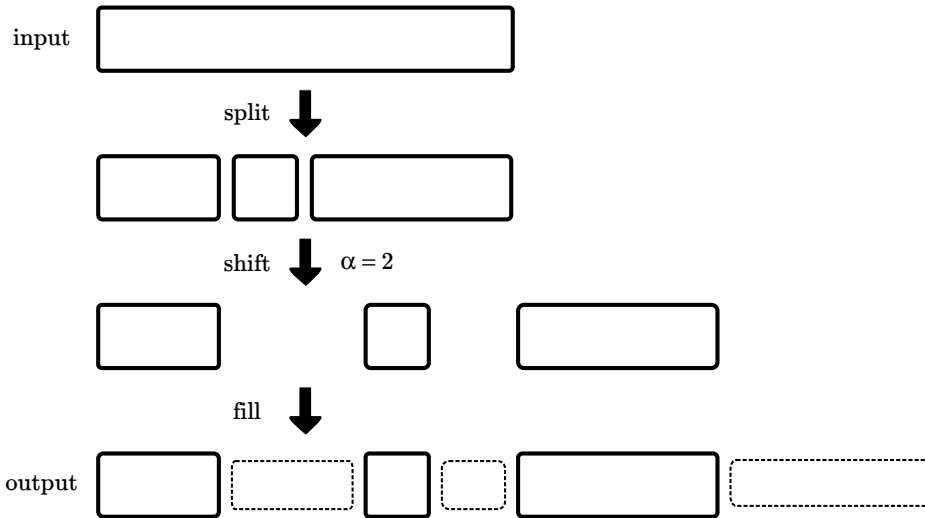 input
split
shift α = 2
fill
output